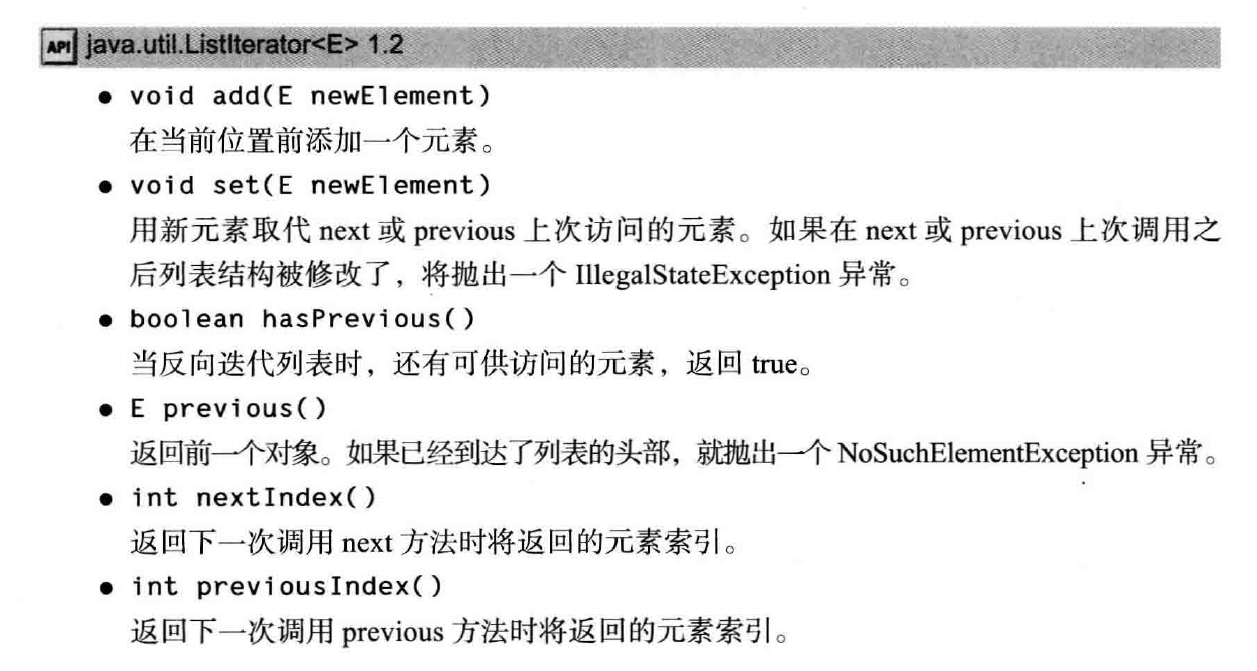 API java.util.ListIterator<E> 1.2
● void add(E newElement)
在当前位置前添加一个元素。
● void set(E newElement)
用新元素取代 next 或 previous 上次访问的元素。如果在 next 或 previous 上次调用之
后列表结构被修改了，将抛出一个 IllegalStateException 异常。
● boolean hasPrevious()
当反向迭代列表时，还有可供访问的元素，返回 true。
● E previous()
返回前一个对象。如果已经到达了列表的头部，就抛出一个 NoSuchElementException 异常。
● int nextIndex()
返回下一次调用 next 方法时将返回的元素索引。
● int previousIndex()
返回下一次调用 previous 方法时将返回的元素索引。